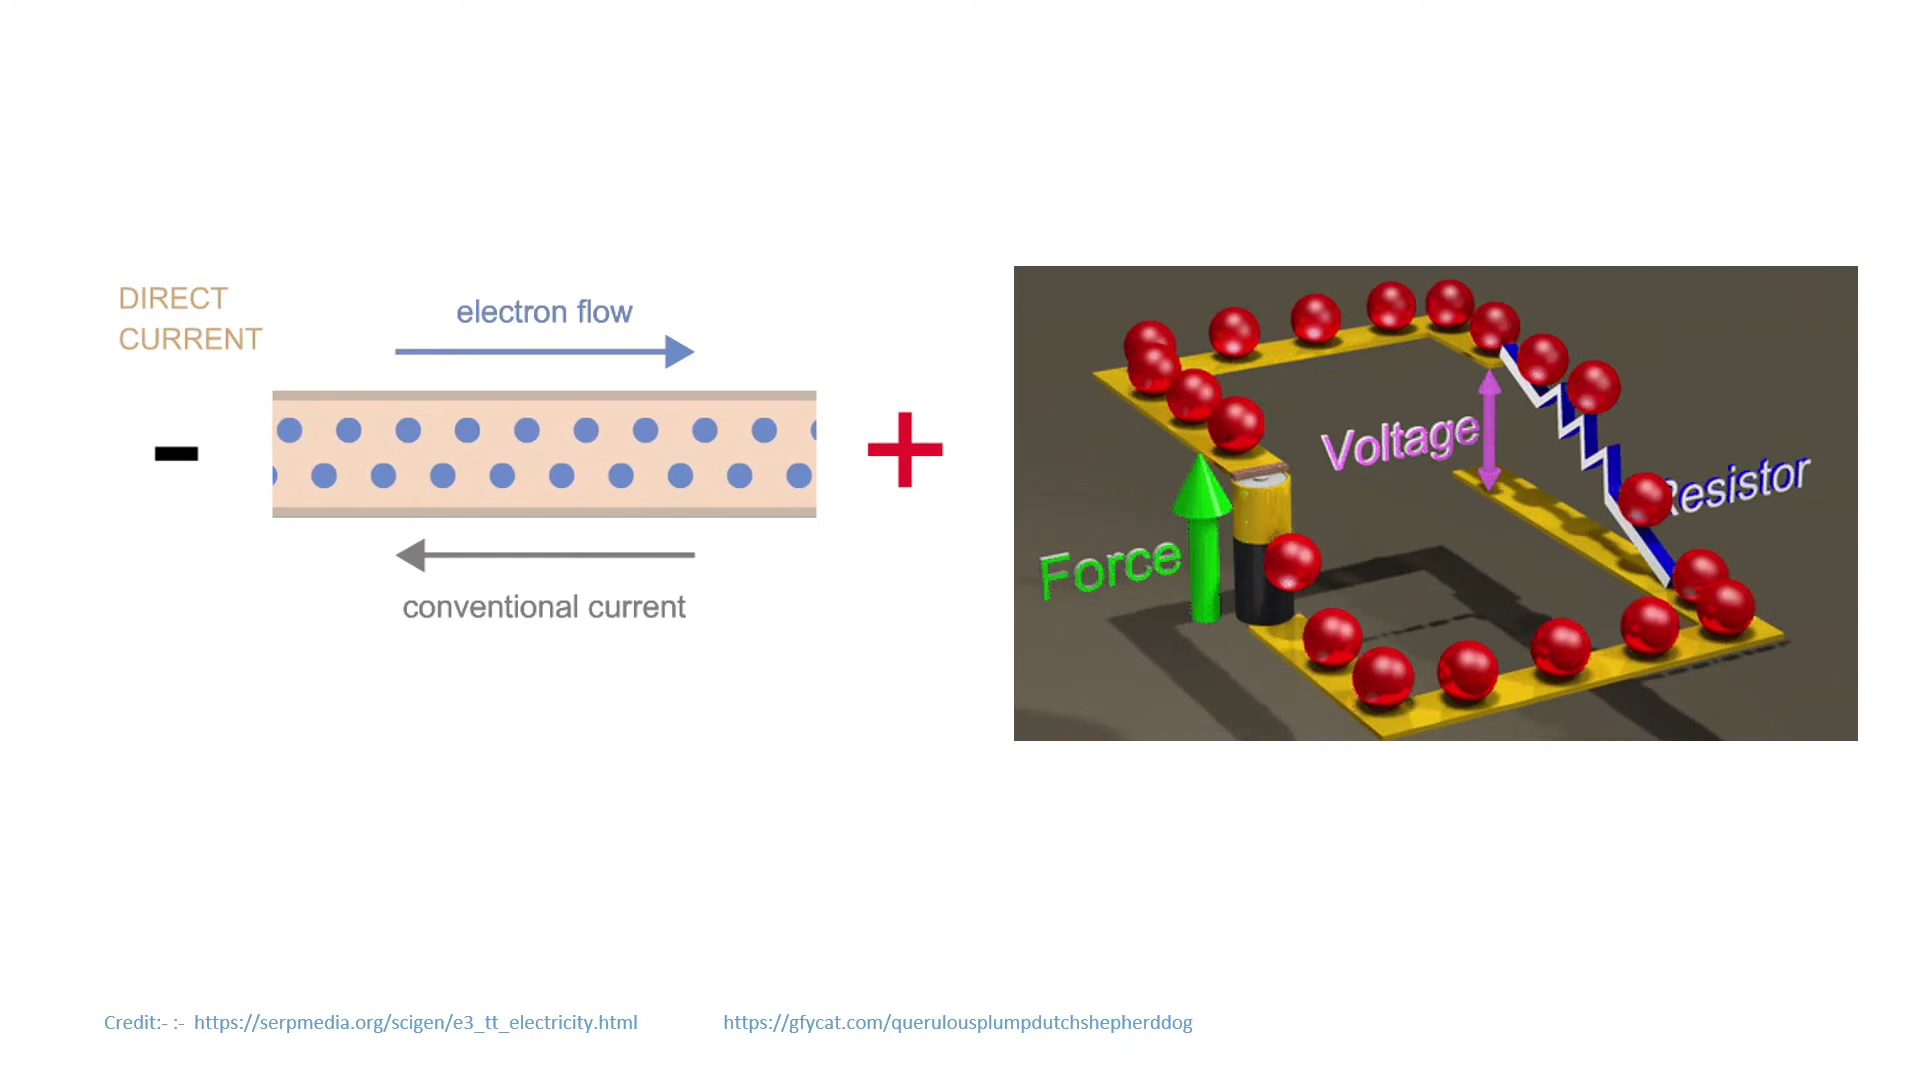 DIRECT
CURRENT
electron flow
-
+
conventional current
Voltage
Resistor
Force
Credit:- :- https://serpmedia.org/scigen/e3_tt_electricity.html
https://gfycat.com/querulousplumpdutchshepherddog